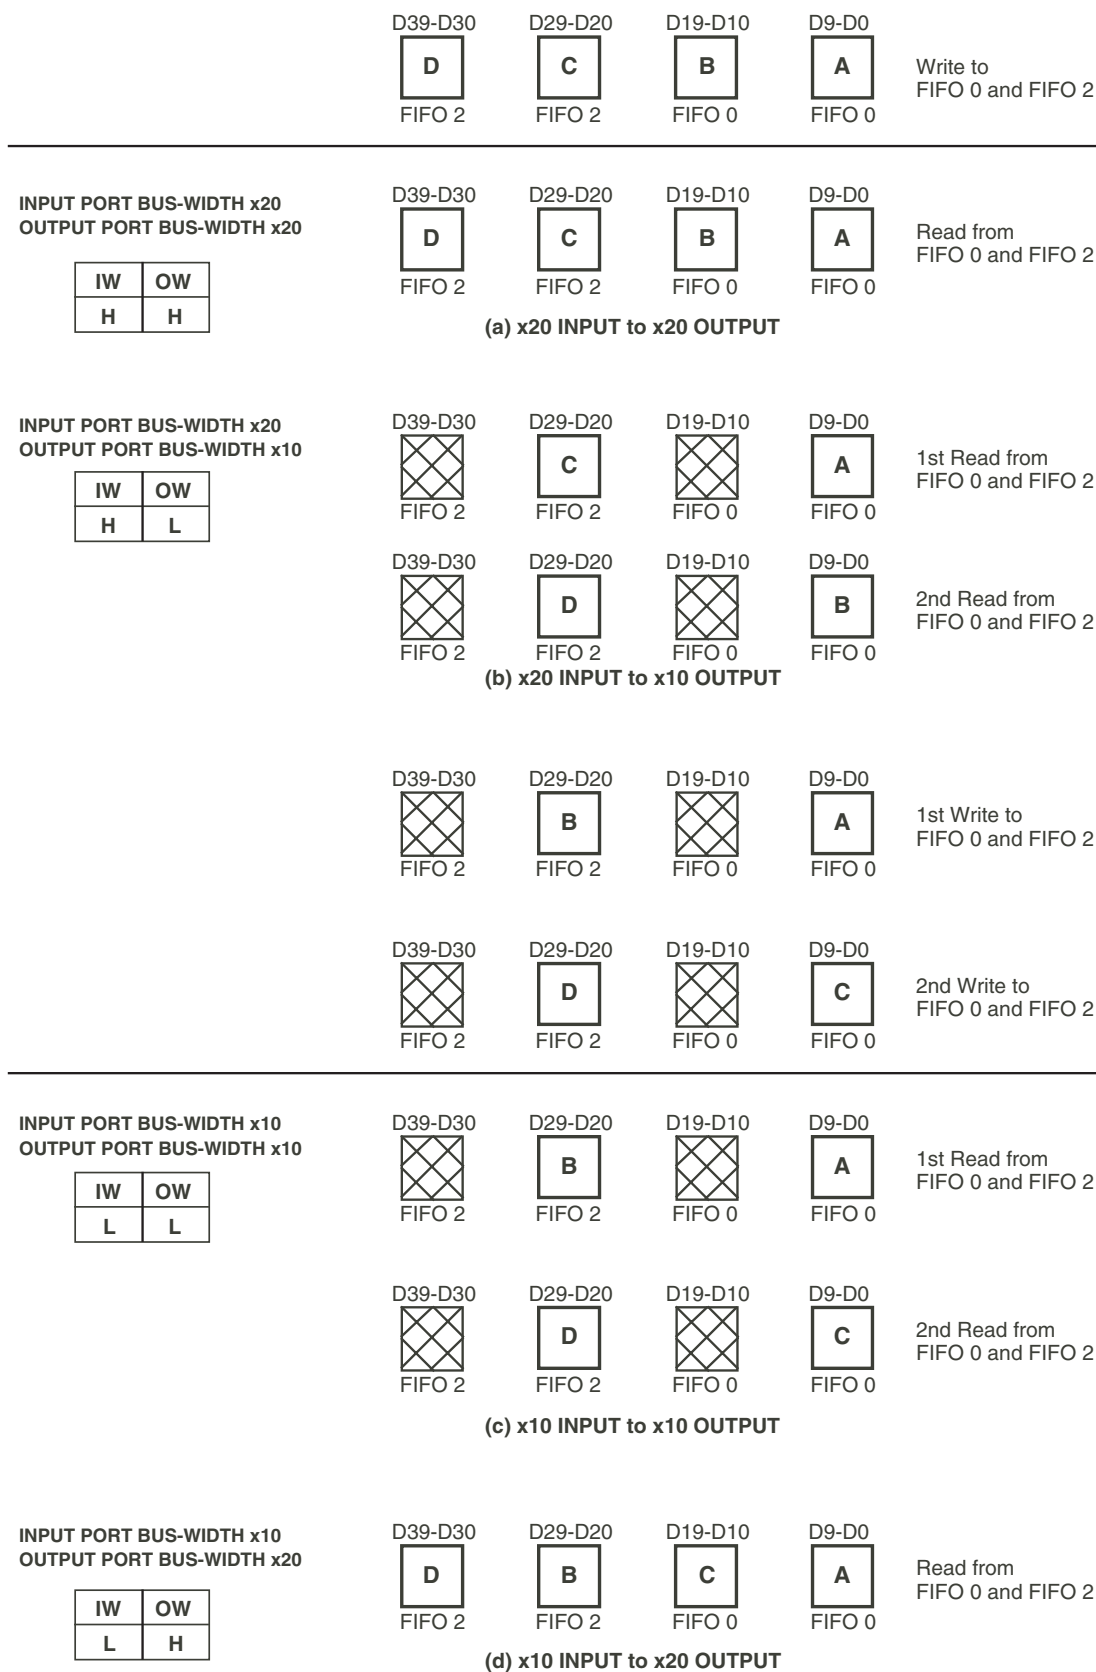 D39-D30 D29-D20 D19-D10 D9-D0
D C B A
Write to
FIFO 0 and FIFO 2
FIFO 2 FIFO 2 FIFO 0 FIFO 0
INPUT PORT BUS-WIDTH x20
OUTPUT PORT BUS-WIDTH x20
IW OW
H H
D39-D30 D29-D20 D19-D10 D9-D0
D C B A
Read from
FIFO 0 and FIFO 2
FIFO 2 FIFO 2 FIFO 0 FIFO 0
(a) x20 INPUT to x20 OUTPUT
INPUT PORT BUS-WIDTH x20
OUTPUT PORT BUS-WIDTH x10
IW OW
H L
D39-D30 D29-D20 D19-D10 D9-D0
C A
1st Read from
FIFO 0 and FIFO 2
FIFO 2 FIFO 2 FIFO 0 FIFO 0
D39-D30 D29-D20 D19-D10 D9-D0
D B
2nd Read from
FIFO 0 and FIFO 2
FIFO 2 FIFO 2 FIFO 0 FIFO 0
(b) x20 INPUT to x10 OUTPUT
D39-D30 D29-D20 D19-D10 D9-D0
B A
1st Write to
FIFO 0 and FIFO 2
FIFO 2 FIFO 2 FIFO 0 FIFO 0
D39-D30 D29-D20 D19-D10 D9-D0
D C
2nd Write to
FIFO 0 and FIFO 2
FIFO 2 FIFO 2 FIFO 0 FIFO 0
INPUT PORT BUS-WIDTH x10
OUTPUT PORT BUS-WIDTH x10
IW OW
L L
D39-D30 D29-D20 D19-D10 D9-D0
B A
1st Read from
FIFO 0 and FIFO 2
FIFO 2 FIFO 2 FIFO 0 FIFO 0
D39-D30 D29-D20 D19-D10 D9-D0
D C
2nd Read from
FIFO 0 and FIFO 2
FIFO 2 FIFO 2 FIFO 0 FIFO 0
(c) x10 INPUT to x10 OUTPUT
INPUT PORT BUS-WIDTH x10
OUTPUT PORT BUS-WIDTH x20
IW OW
L H
D39-D30 D29-D20 D19-D10 D9-D0
D B C A
Read from
FIFO 0 and FIFO 2
FIFO 2 FIFO 2 FIFO 0 FIFO 0
(d) x10 INPUT to x20 OUTPUT